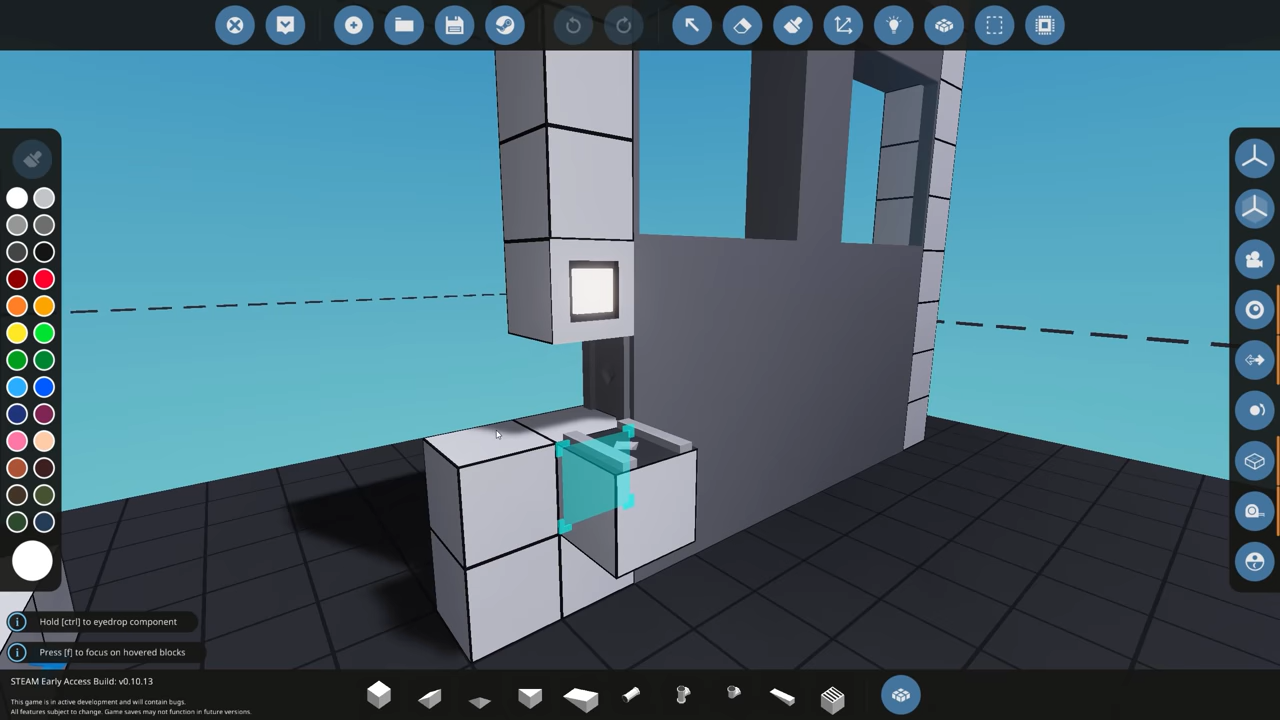 Hold [ctrl] to eyedrop component
Press [f] to focus on hovered blocks
STEAM Early Access Build: v0.10.13
This game is in active development and will contain bugs.
All features subject to change. Game saves may not function in future versions.